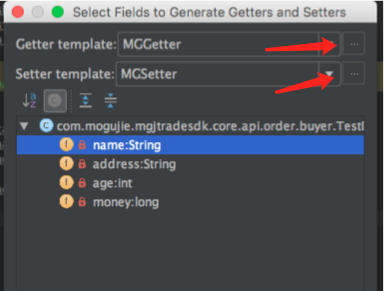 Select Fields to Generate Getters and Setters
Getter template: MGGetter ...
Setter template: MGSetter ...
com.mogujie.mgjtradesdk.core.api.order.buyer.Test
name:String
address:String
age:int
money:long